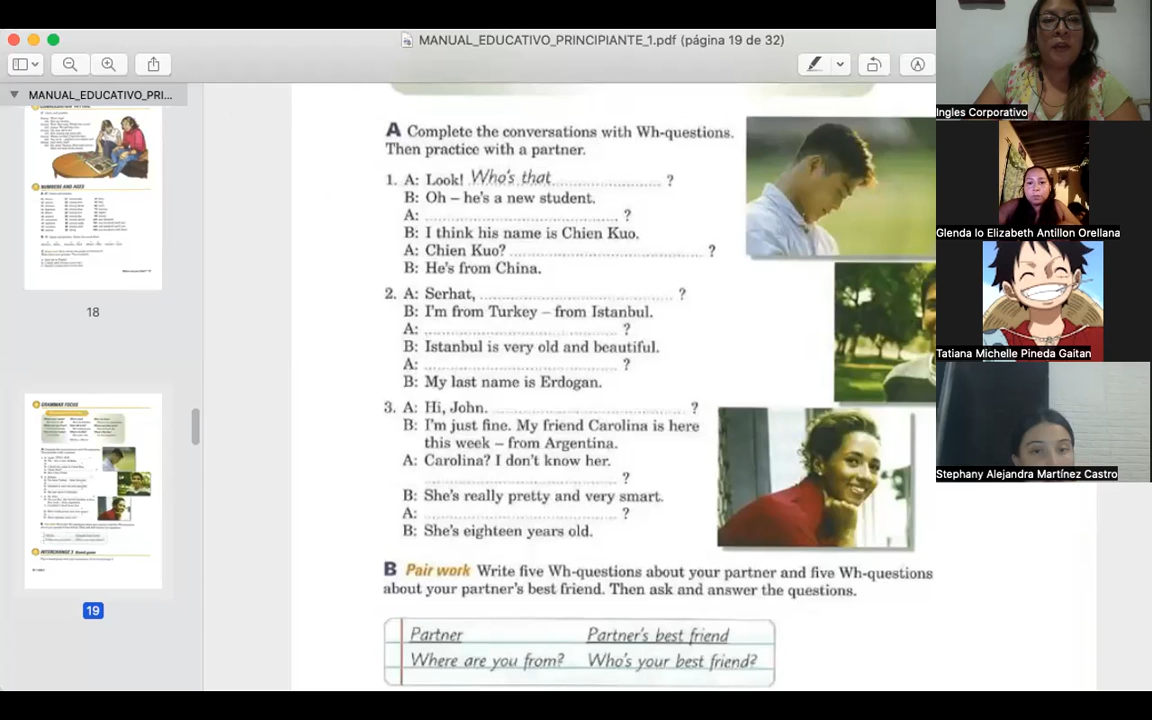 MANUAL_EDUCATIVO_PRINCIPIANTE_1.pdf (página 19 de 32)
MANUAL_EDUCATIVO_PRI...
18
19
A Complete the conversations with Wh-questions.
Then practice with a partner.
1. A: Look! Who's that ?
B: Oh – he's a new student.
A: ?
B: I think his name is Chien Kuo.
A: Chien Kuo? ?
B: He's from China.
2. A: Serhat, ?
B: I'm from Turkey – from Istanbul.
A: ?
B: Istanbul is very old and beautiful.
A: ?
B: My last name is Erdogan.
3. A: Hi, John. ?
B: I'm just fine. My friend Carolina is here
this week – from Argentina.
A: Carolina? I don't know her.
?
B: She's really pretty and very smart.
A: ?
B: She's eighteen years old.
B Pair work Write five Wh-questions about your partner and five Wh-questions
about your partner's best friend. Then ask and answer the questions.
Partner Partner's best friend
Where are you from? Who's your best friend?
Ingles Corporativo
Glenda lo Elizabeth Antillon Orellana
Tatiana Michelle Pineda Gaitan
Stephany Alejandra Martínez Castro